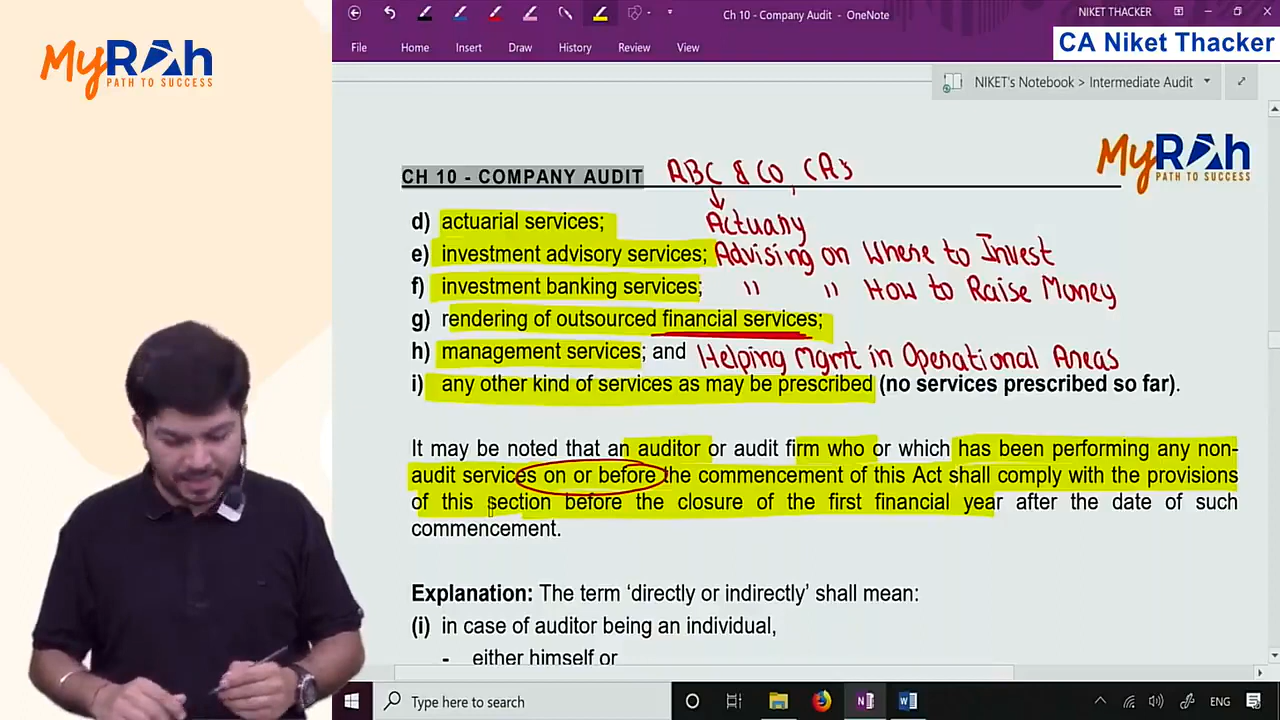 MyRAh
PATH TO SUCCESS
Ch 10 - Company Audit - OneNote
NIKET THACKER
File Home Insert Draw History Review View
CA Niket Thacker
NIKET's Notebook > Intermediate Audit
MyRAh
PATH TO SUCCESS
CH 10 - COMPANY AUDIT ABC & Co, CA's
d) actuarial services; Actuary
e) investment advisory services; Advising on Where to Invest
f) investment banking services; " " How to Raise Money
g) rendering of outsourced financial services;
h) management services; and Helping Mgmt in Operational Areas
i) any other kind of services as may be prescribed (no services prescribed so far).
It may be noted that an auditor or audit firm who or which has been performing any non-
audit services on or before the commencement of this Act shall comply with the provisions
of this section before the closure of the first financial year after the date of such
commencement.
Explanation: The term ‘directly or indirectly’ shall mean:
(i) in case of auditor being an individual,
- either himself or
Type here to search
ENG